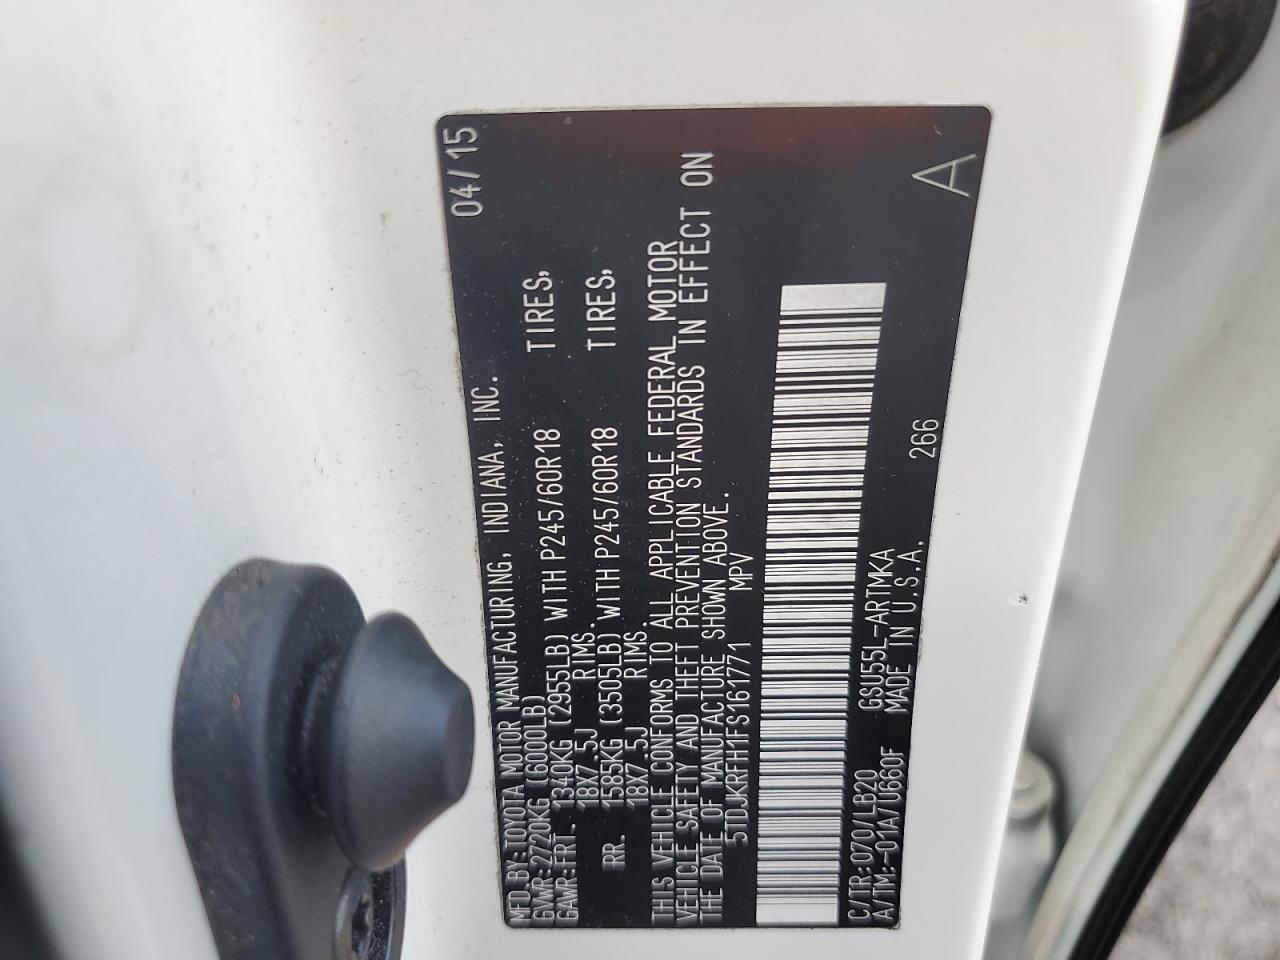 MFD.BY:TOYOTA MOTOR MANUFACTURING, INDIANA, INC. 04/15
GVWR:2720KG (6000LB)
GAWR:FRT. 1340KG (2955LB) WITH P245/60R18 TIRES,
18X7.5J RIMS.
RR. 1585KG (3505LB) WITH P245/60R18 TIRES,
18X7.5J RIMS.
THIS VEHICLE CONFORMS TO ALL APPLICABLE FEDERAL MOTOR
VEHICLE SAFETY AND THEFT PREVENTION STANDARDS IN EFFECT ON
THE DATE OF MANUFACTURE SHOWN ABOVE.
5TDJKRFH1FS161771 MPV
C/TR:070/LB20 GSU55L-ARTMKA
A/TM:-01A/U660F MADE IN U.S.A. 266 A